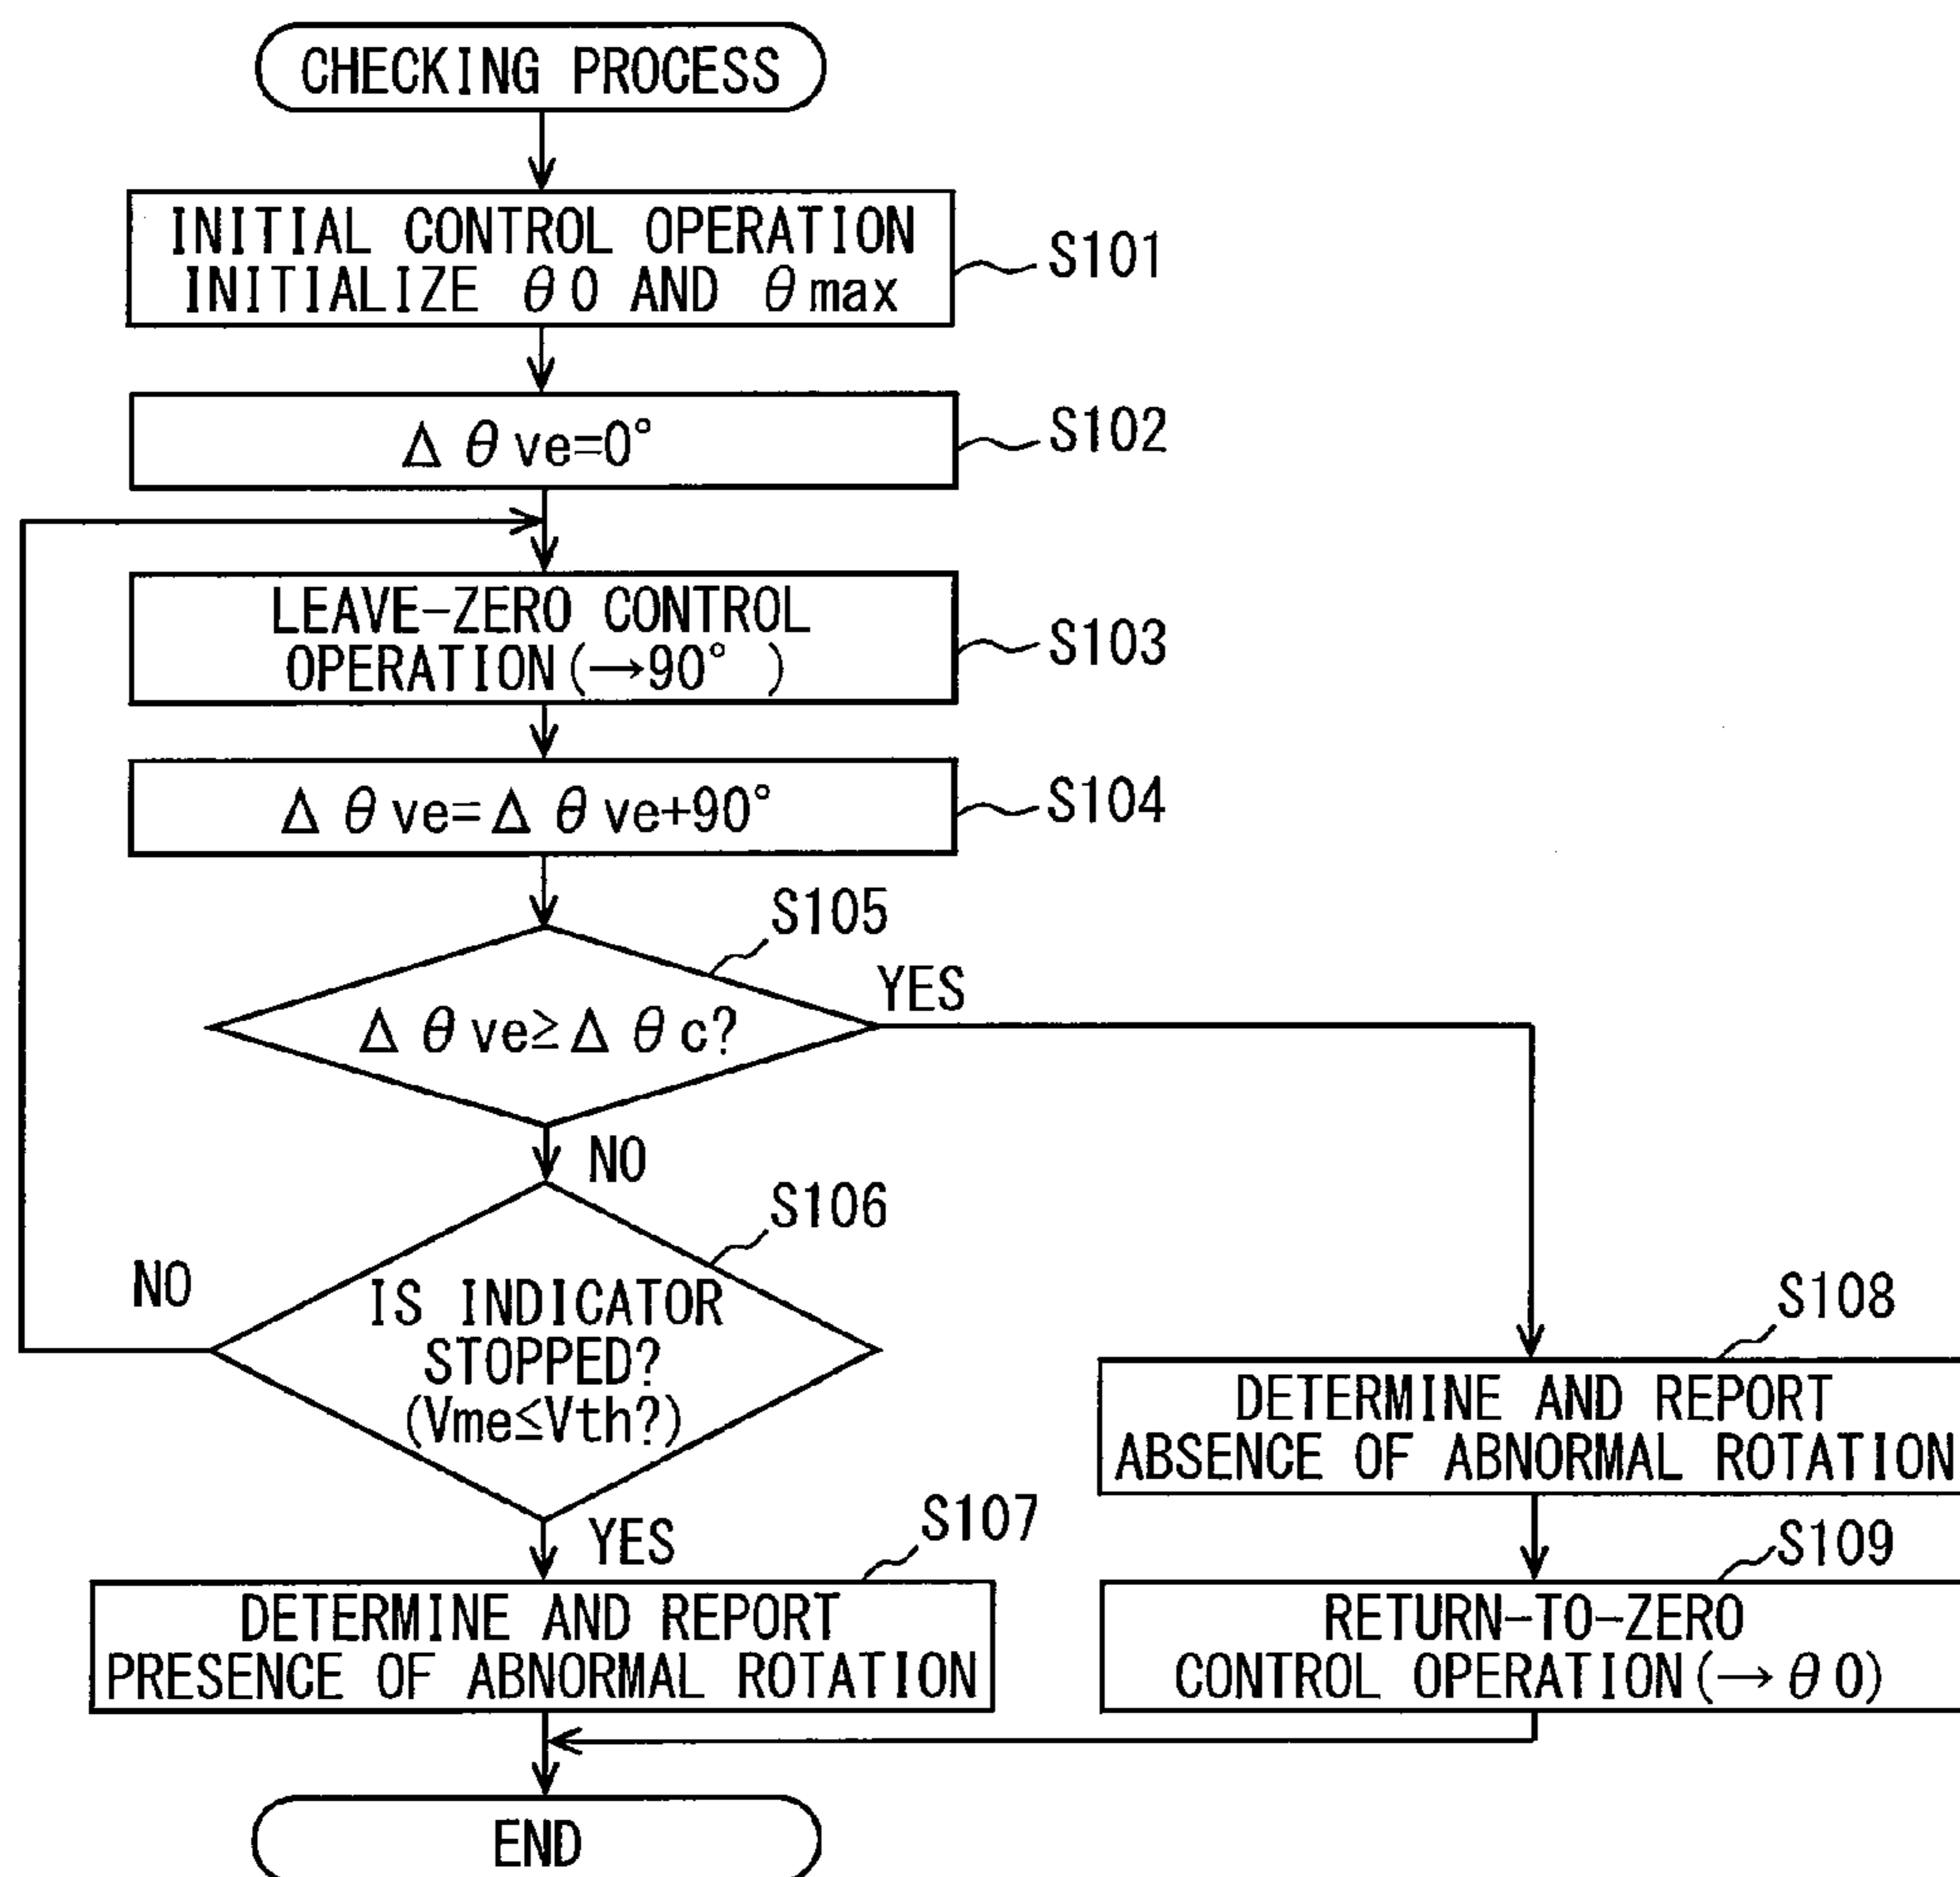 CHECKING PROCESS
INITIAL CONTROL OPERATION
INITIALIZE θ0 AND θmax
S101
Δθve=0°
S102
LEAVE-ZERO CONTROL
OPERATION(→90° )
S103
Δθve=Δθve+90°
S104
S105
Δθve≥Δθc?
YES
NO
S106
IS INDICATOR
STOPPED?
(Vme≤Vth?)
NO
YES
S107
DETERMINE AND REPORT
PRESENCE OF ABNORMAL ROTATION
S108
DETERMINE AND REPORT
ABSENCE OF ABNORMAL ROTATION
S109
RETURN-TO-ZERO
CONTROL OPERATION(→θ0)
END